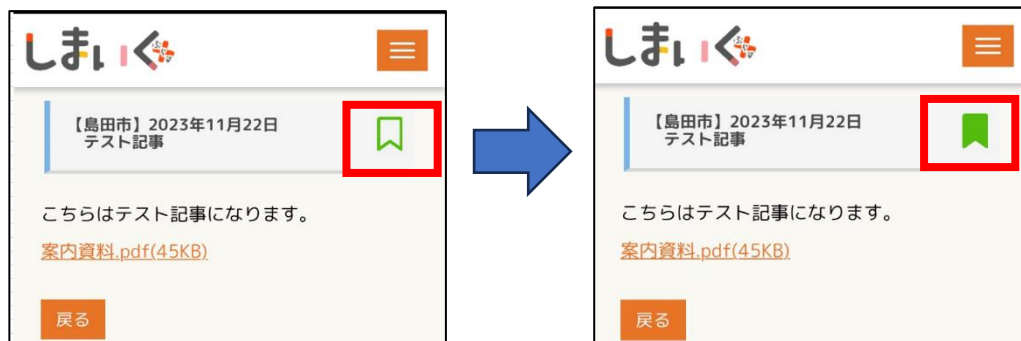 しまいく
【島田市】2023年11月22日
テスト記事
こちらはテスト記事になります。
案内資料.pdf(45KB)
戻る
しまいく
【島田市】2023年11月22日
テスト記事
こちらはテスト記事になります。
案内資料.pdf(45KB)
戻る